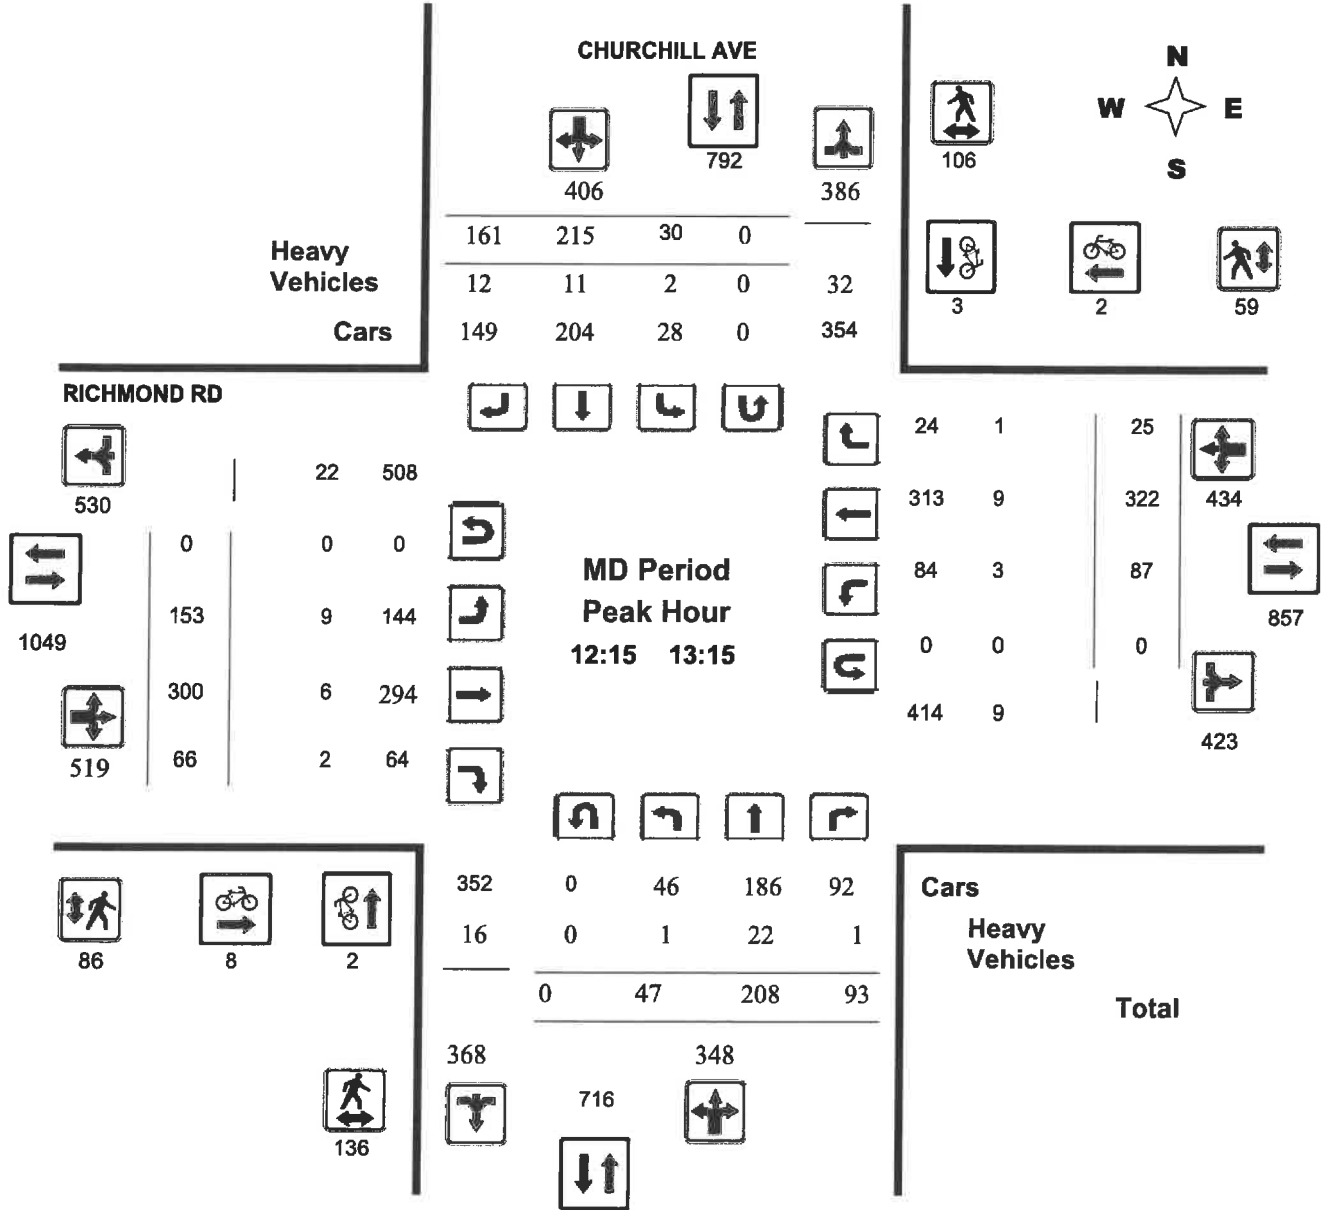 CHURCHILL AVE
N
W E
S
792
106
406
386
161 215 30 0
Heavy
Vehicles
12 11 2 0 32
3 2 59
Cars
149 204 28 0 354
RICHMOND RD
24 1 25
22 508
530
313 9 322 434
0 0 0
MD Period
84 3 87
Peak Hour
153 9 144
857
1049
12:15 13:15
0 0 0
300 6 294
414 9
423
519
66 2 64
352 0 46 186 92
Cars
16 0 1 22 1
Heavy
Vehicles
86 8 2
0 47 208 93
Total
368 348
716
136